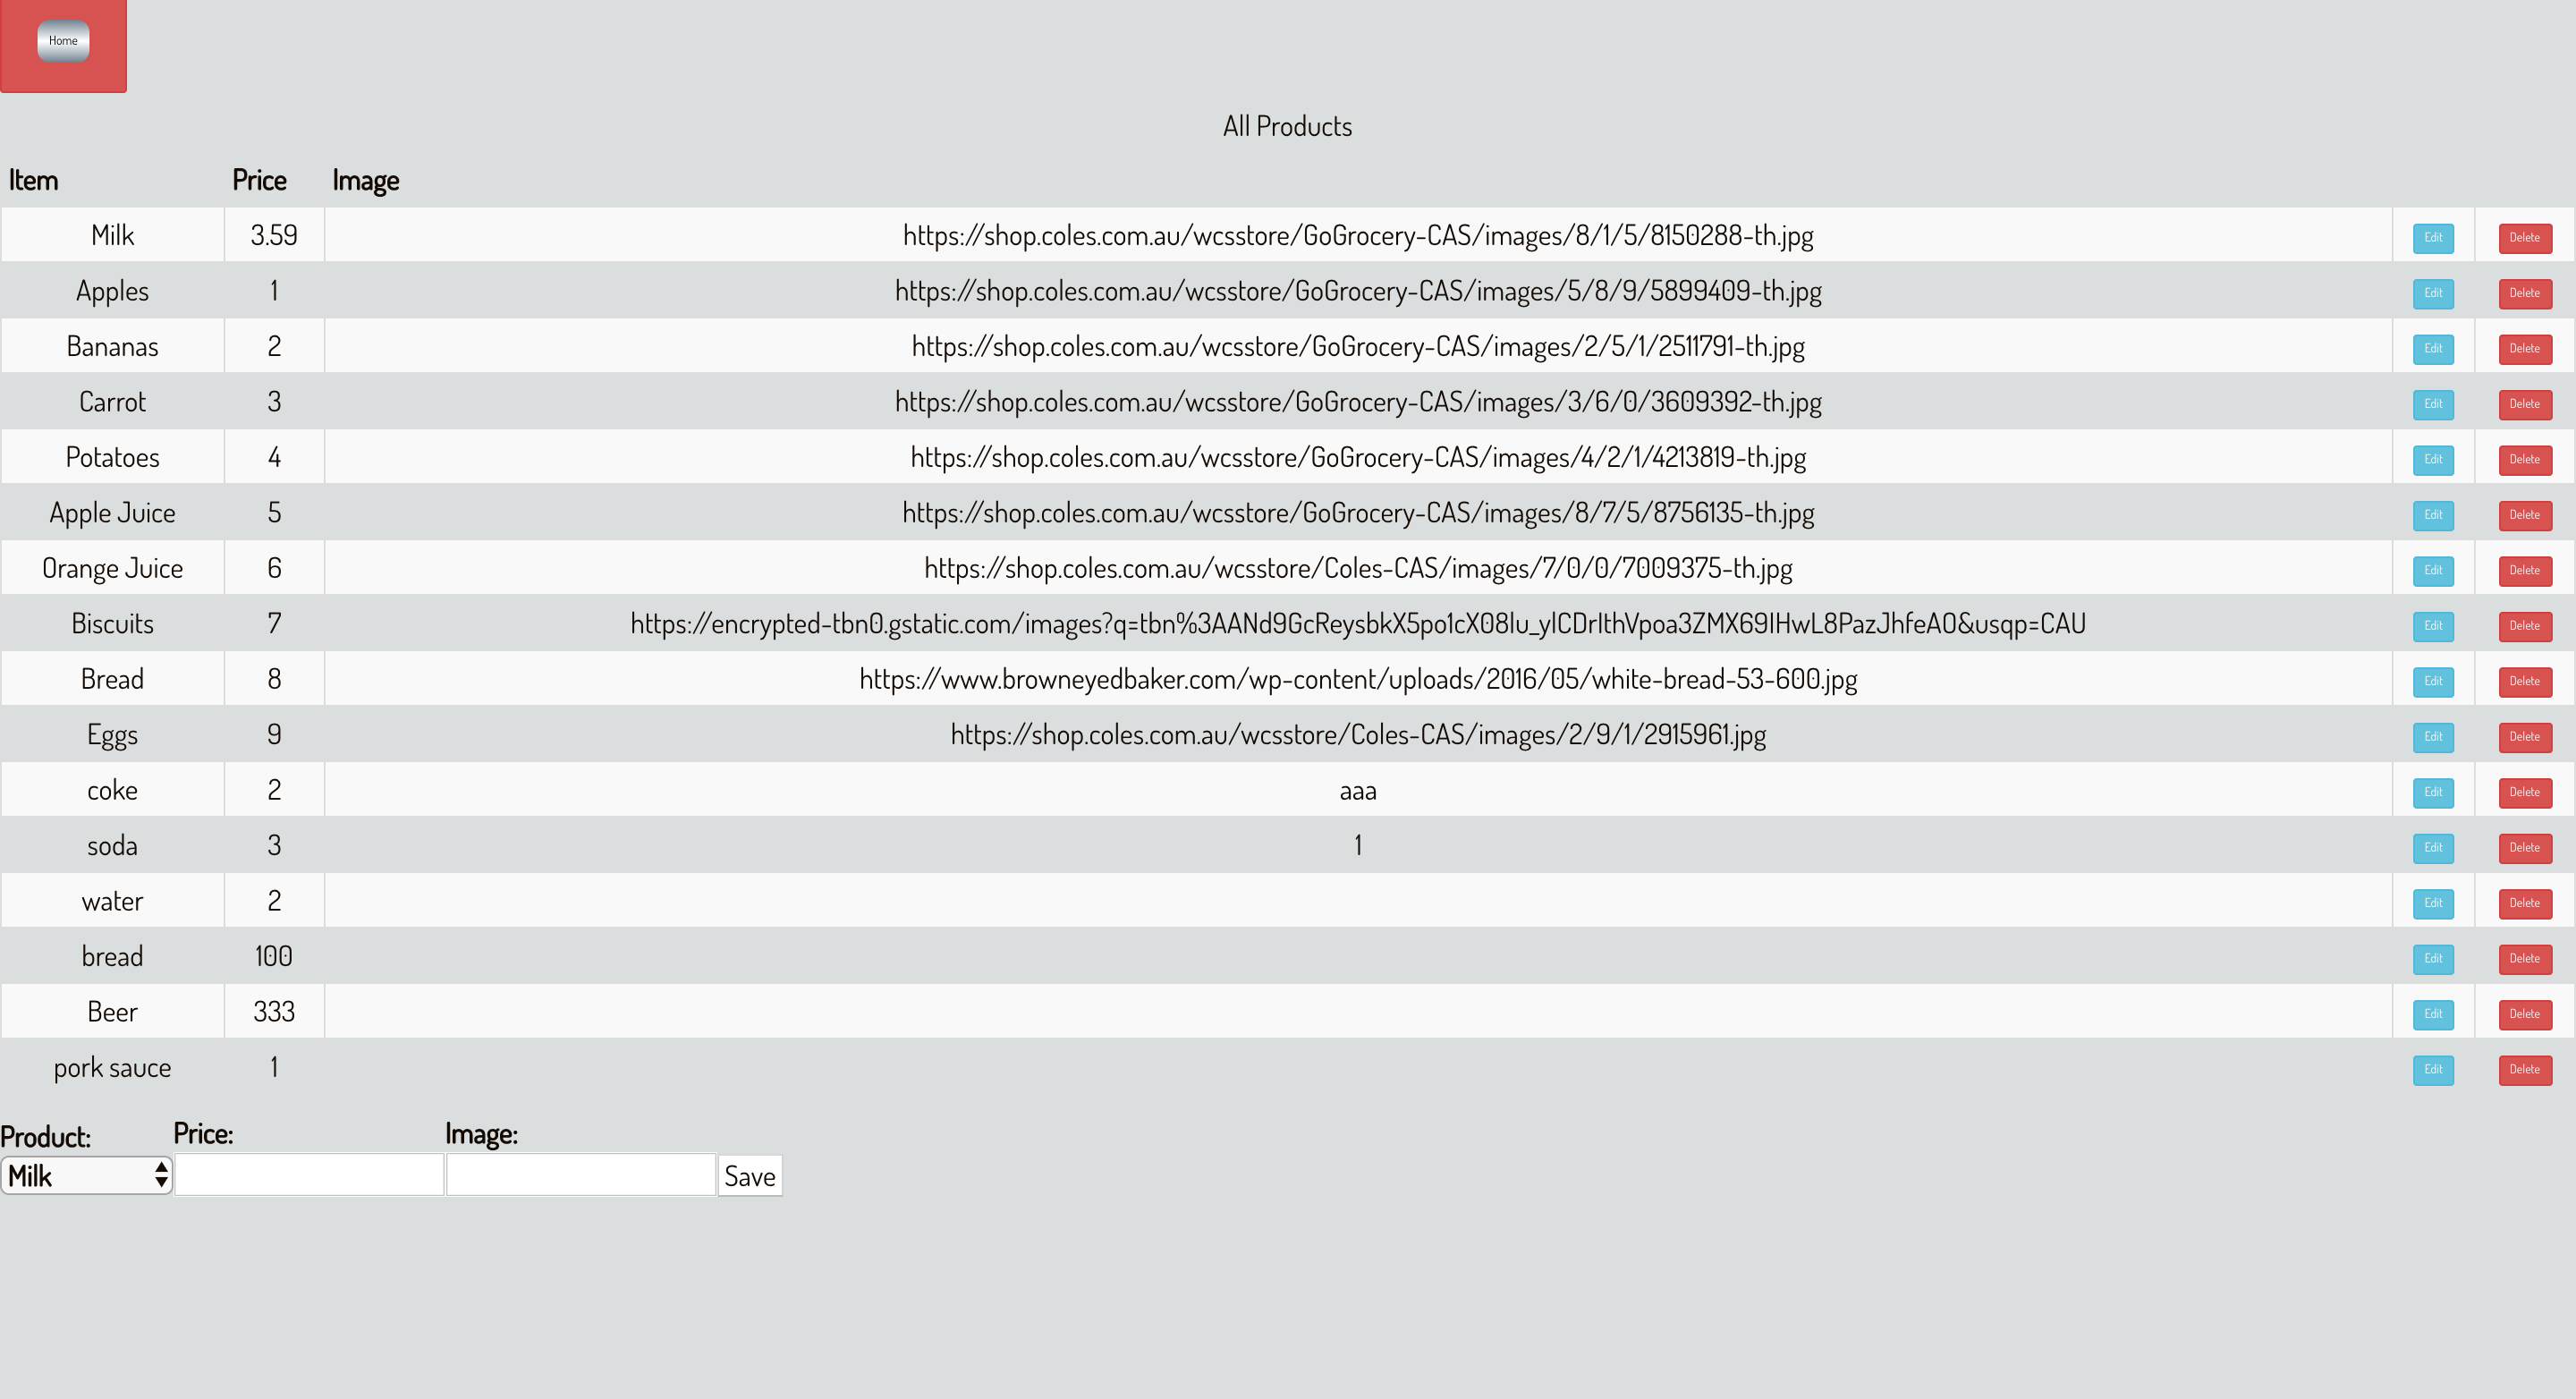 Home
All Products
Item Price Image
Milk 3.59 https://shop.coles.com.au/wcsstore/GoGrocery-CAS/images/8/1/5/8150288-th.jpg Edit Delete
Apples 1 https://shop.coles.com.au/wcsstore/GoGrocery-CAS/images/5/8/9/5899409-th.jpg Edit Delete
Bananas 2 https://shop.coles.com.au/wcsstore/GoGrocery-CAS/images/2/5/1/2511791-th.jpg Edit Delete
Carrot 3 https://shop.coles.com.au/wcsstore/GoGrocery-CAS/images/3/6/0/3609392-th.jpg Edit Delete
Potatoes 4 https://shop.coles.com.au/wcsstore/GoGrocery-CAS/images/4/2/1/4213819-th.jpg Edit Delete
Apple Juice 5 https://shop.coles.com.au/wcsstore/GoGrocery-CAS/images/8/7/5/8756135-th.jpg Edit Delete
Orange Juice 6 https://shop.coles.com.au/wcsstore/Coles-CAS/images/7/0/0/7009375-th.jpg Edit Delete
Biscuits 7 https://encrypted-tbn0.gstatic.com/images?q=tbn%3AANd9GcReysbkX5po1cX08lu_ylCDrIthVpoa3ZMX69IHwL8PazJhfeAO&usqp=CAU Edit Delete
Bread 8 https://www.browneyedbaker.com/wp-content/uploads/2016/05/white-bread-53-600.jpg Edit Delete
Eggs 9 https://shop.coles.com.au/wcsstore/Coles-CAS/images/2/9/1/2915961.jpg Edit Delete
coke 2 aaa Edit Delete
soda 3 1 Edit Delete
water 2 Edit Delete
bread 100 Edit Delete
Beer 333 Edit Delete
pork sauce 1 Edit Delete
Product: Price: Image:
Milk Save